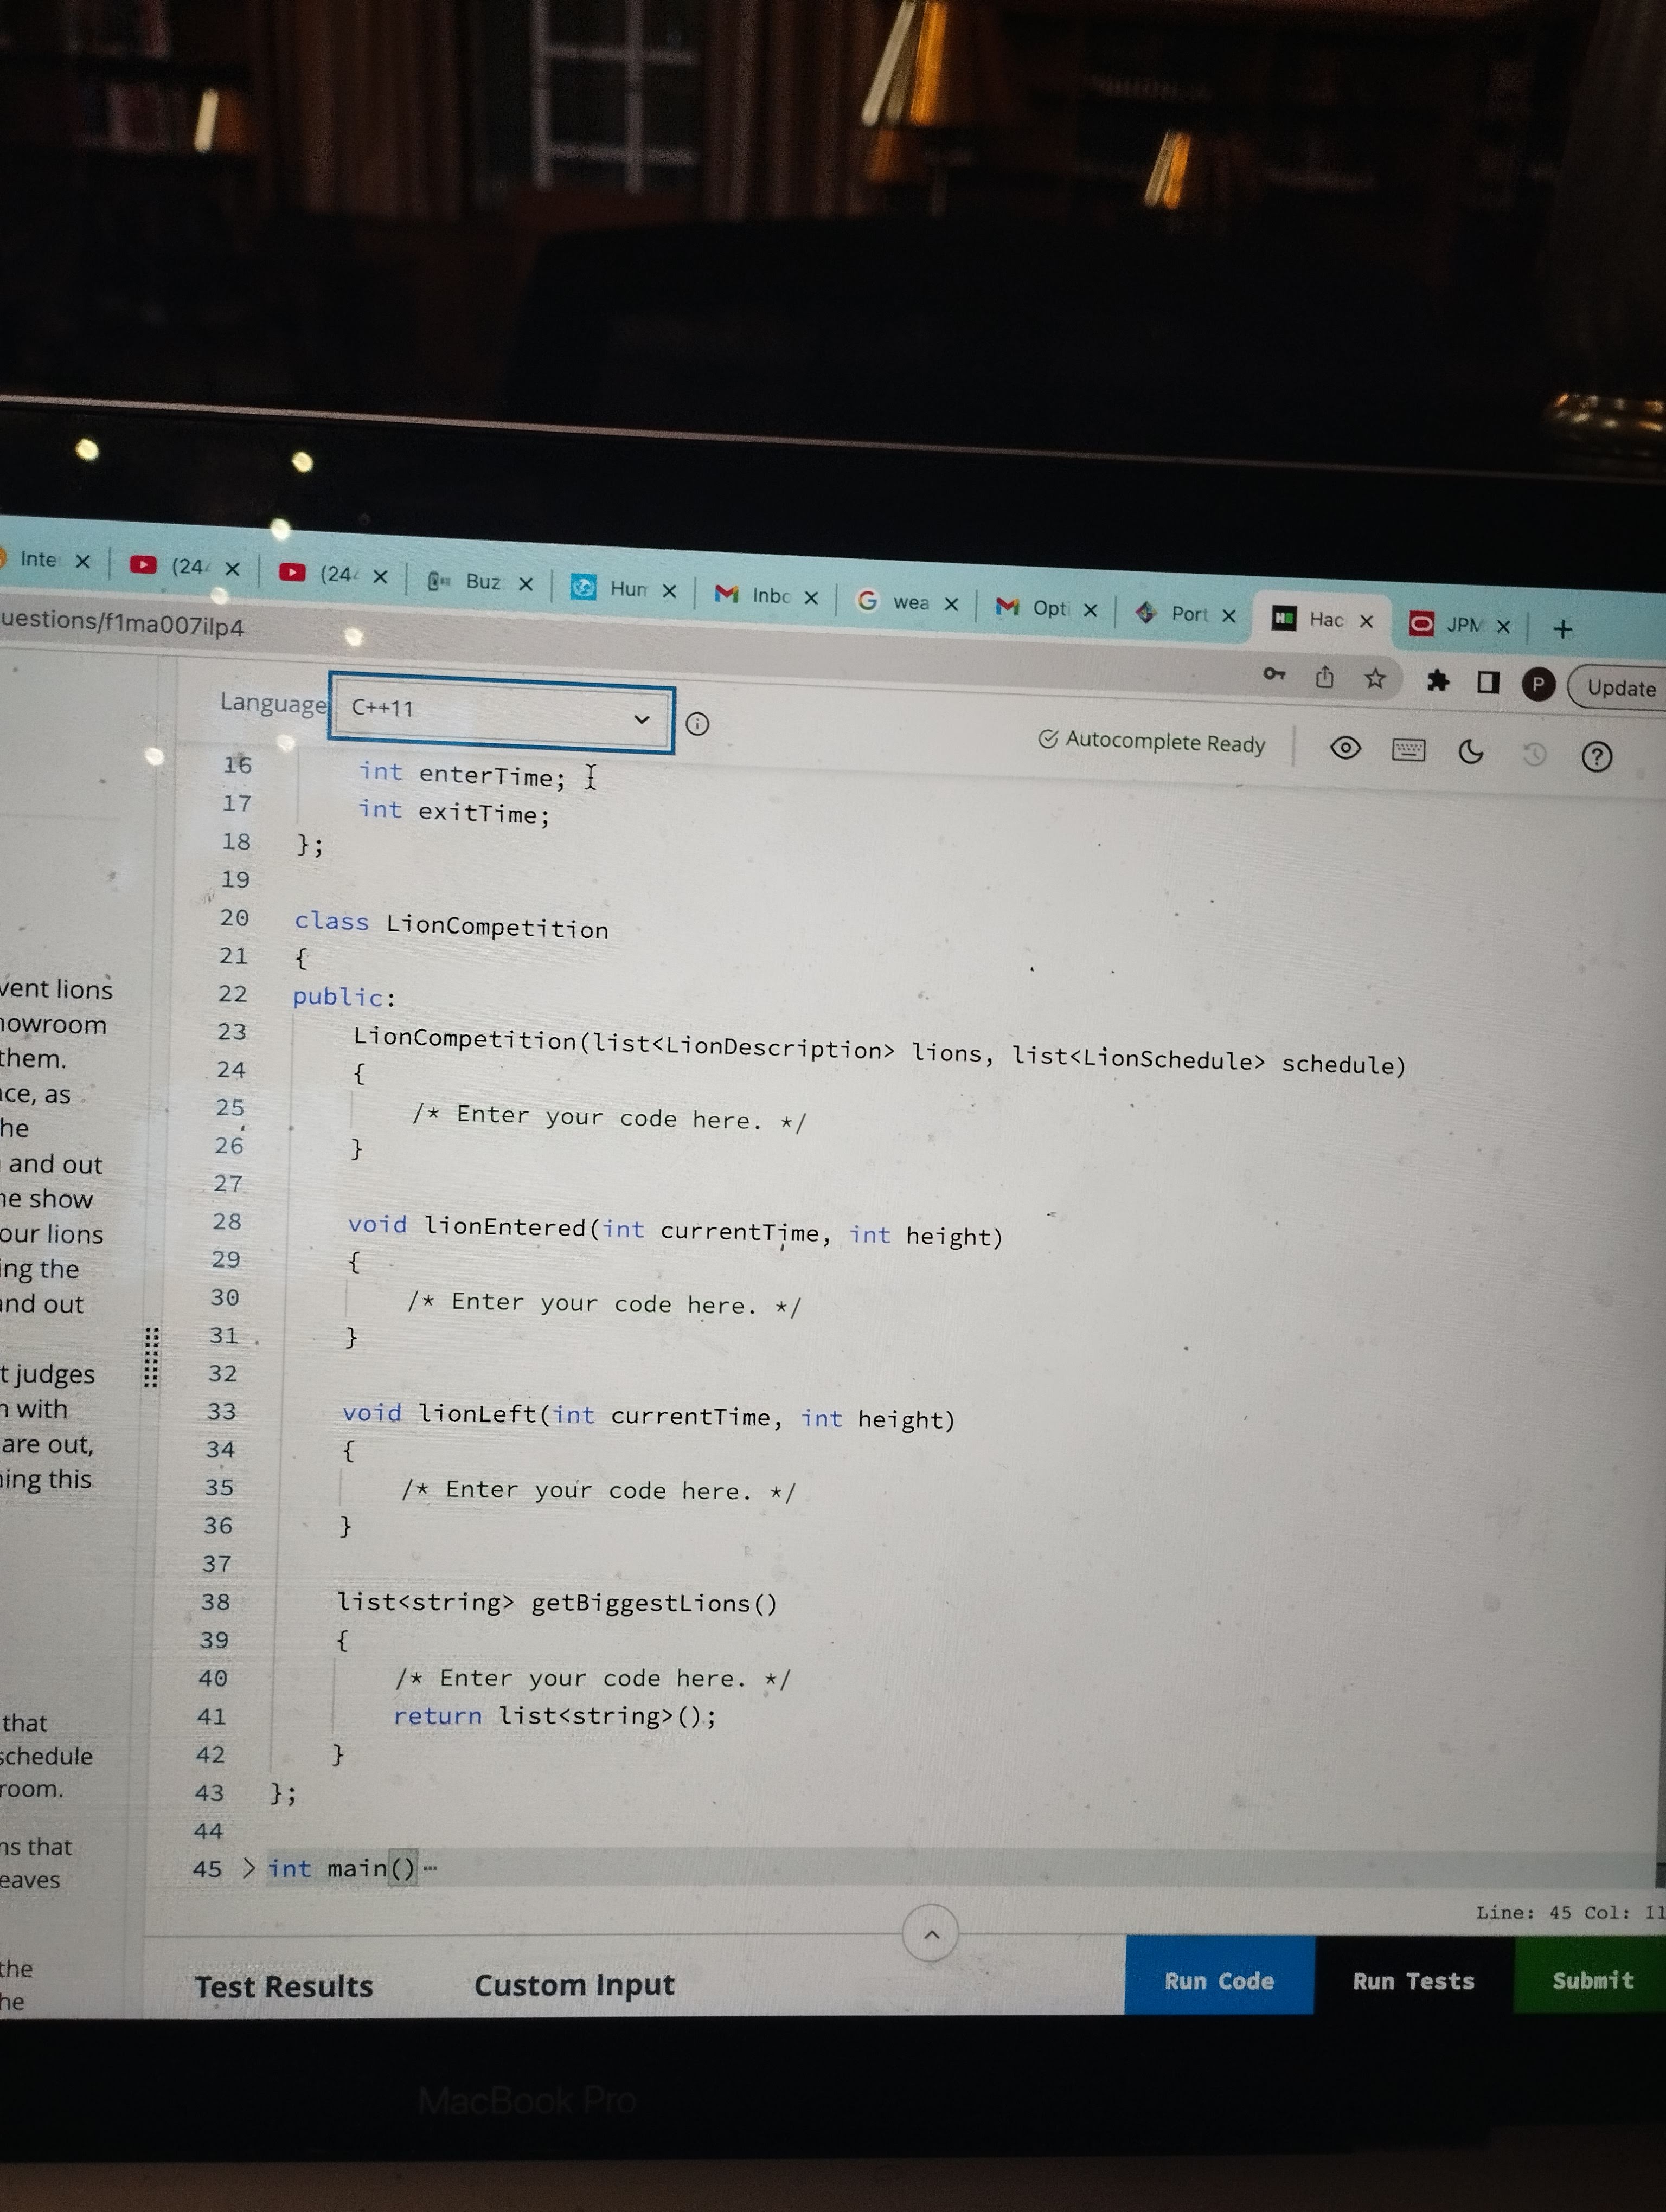 Inte
(24
(24
Buz
Hun
Inbo
wea
Opti
Port
Hac
JPM
uestions/f1ma007ilp4
P
Update
Language
C++11
Autocomplete Ready
16 int enterTime;
17 int exitTime;
18 };
19
20 class LionCompetition
21 {
22 public:
23 LionCompetition(list<LionDescription> lions, list<LionSchedule> schedule)
24 {
25 /* Enter your code here. */
26 }
27
28 void lionEntered(int currentTime, int height)
29 {
30 /* Enter your code here. */
31 }
32
33 void lionLeft(int currentTime, int height)
34 {
35 /* Enter your code here. */
36 }
37
38 list<string> getBiggestLions()
39 {
40 /* Enter your code here. */
41 return list<string>();
42 }
43 };
44
45 > int main()…
vent lions
howroom
them.
ce, as
he
and out
he show
our lions
ing the
and out
t judges
with
are out,
ing this
that
schedule
room.
ns that
eaves
the
he
Line: 45 Col: 11
Test Results
Custom Input
Run Code
Run Tests
Submit
MacBook Pro